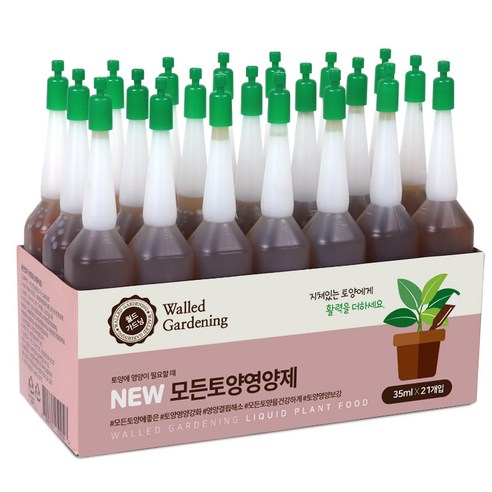 월드
가드닝
Walled
Gardening
지쳐있는 토양에게
활력을 더하세요.
토양에 영양이 필요할 때
NEW 모든토양영양제
35ml X 21개입
#모든토양에좋은 #토양영양강화 #영양결핍해소 #모든토양을건강하게 #토양영양보강
WALLED GARDENING LIQUID PLANT FOOD